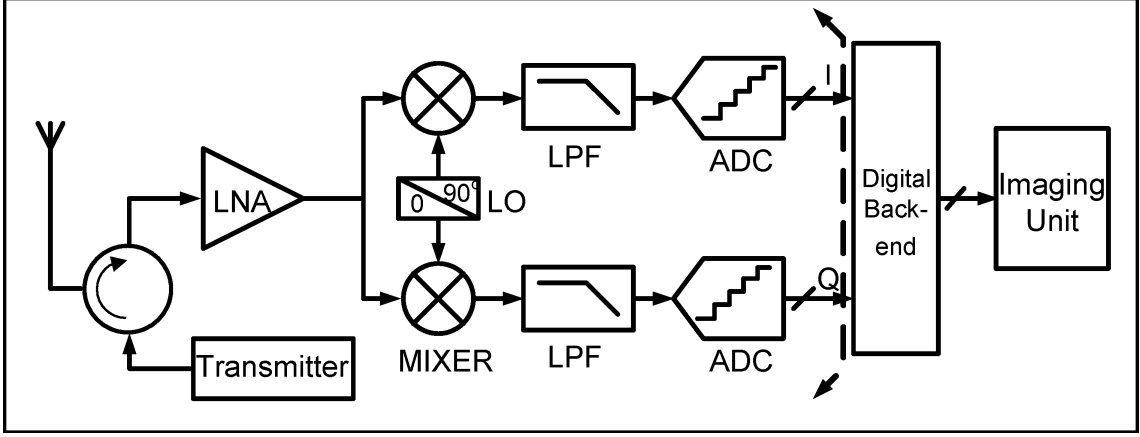 I
LPF
ADC
LNA
0
90°
LO
Digital
Back-
end
Imaging
Unit
Q
Transmitter
MIXER
LPF
ADC